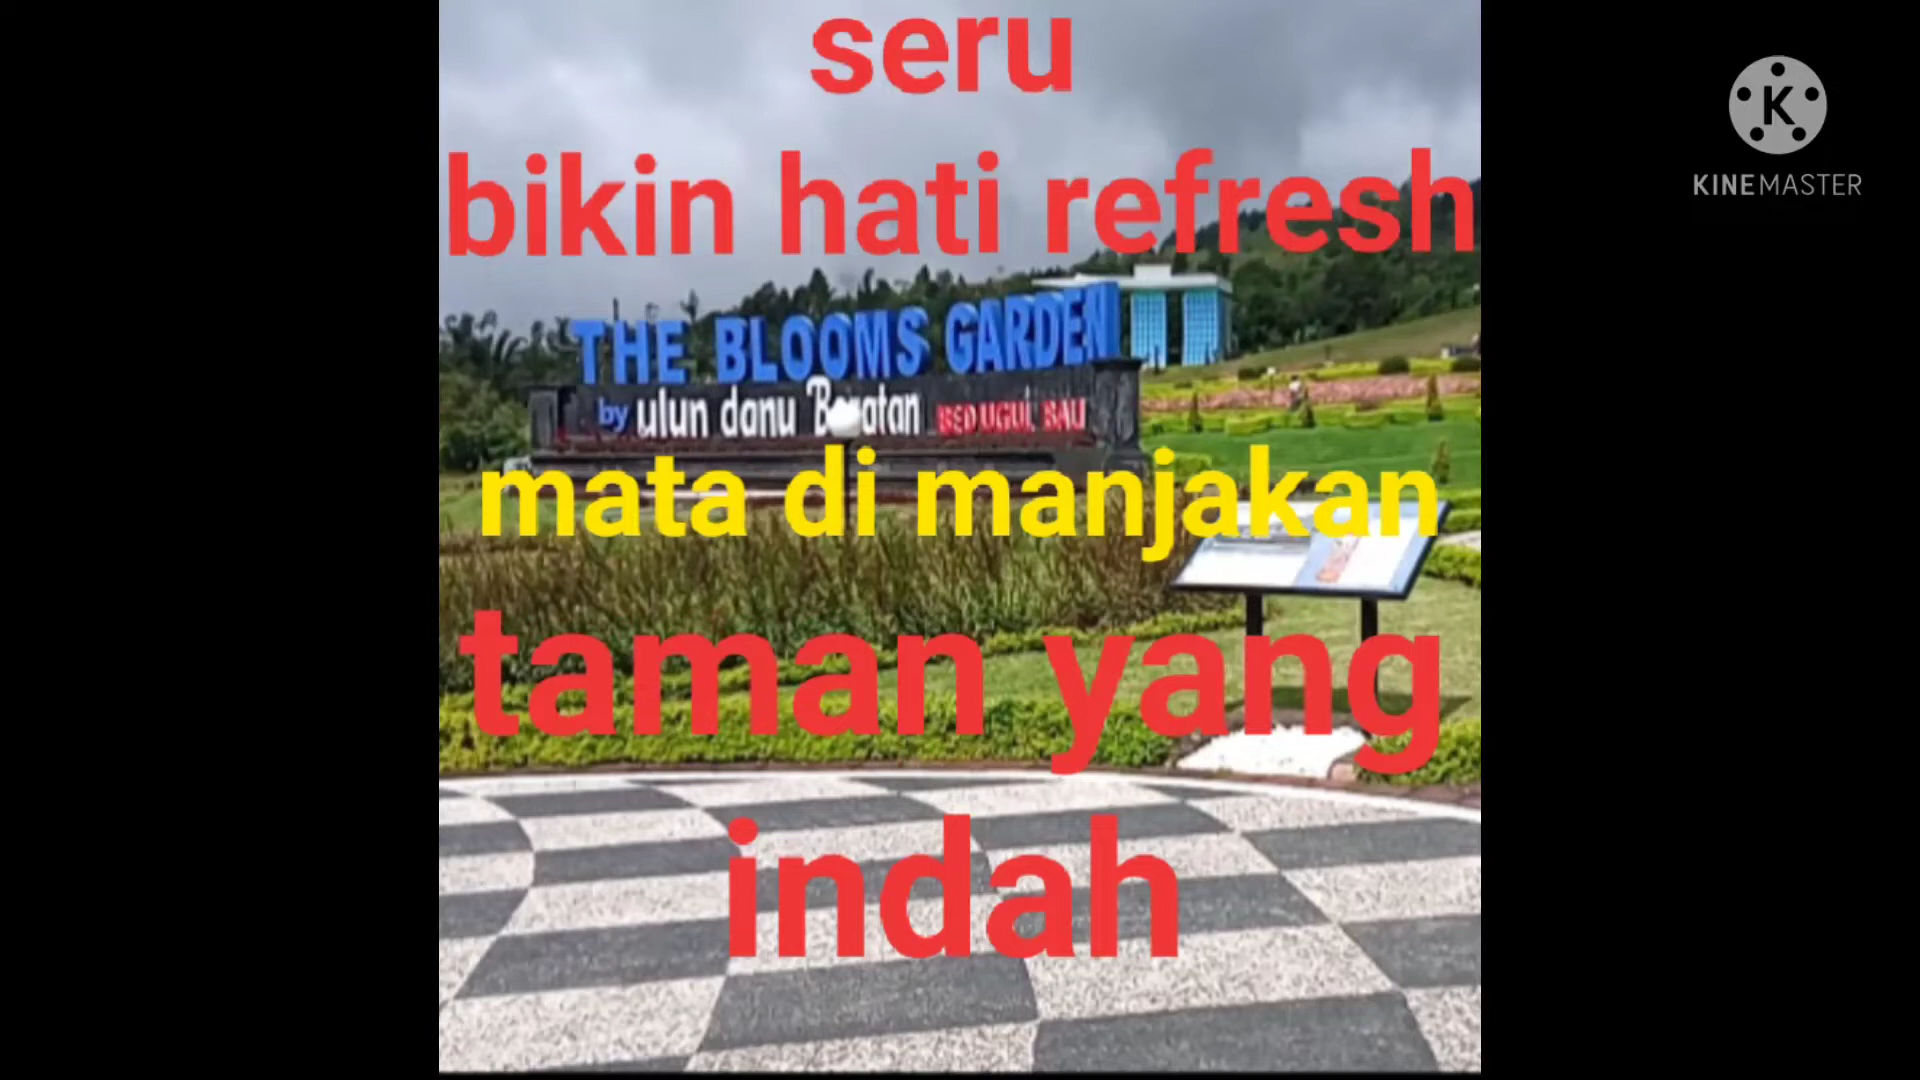 seru
bikin hati refresh
THE BLOOMS GARDEN
by ulun danu Beratan BEDUGUL BALI
mata di manjakan
taman yang
indah
K
KINEMASTER